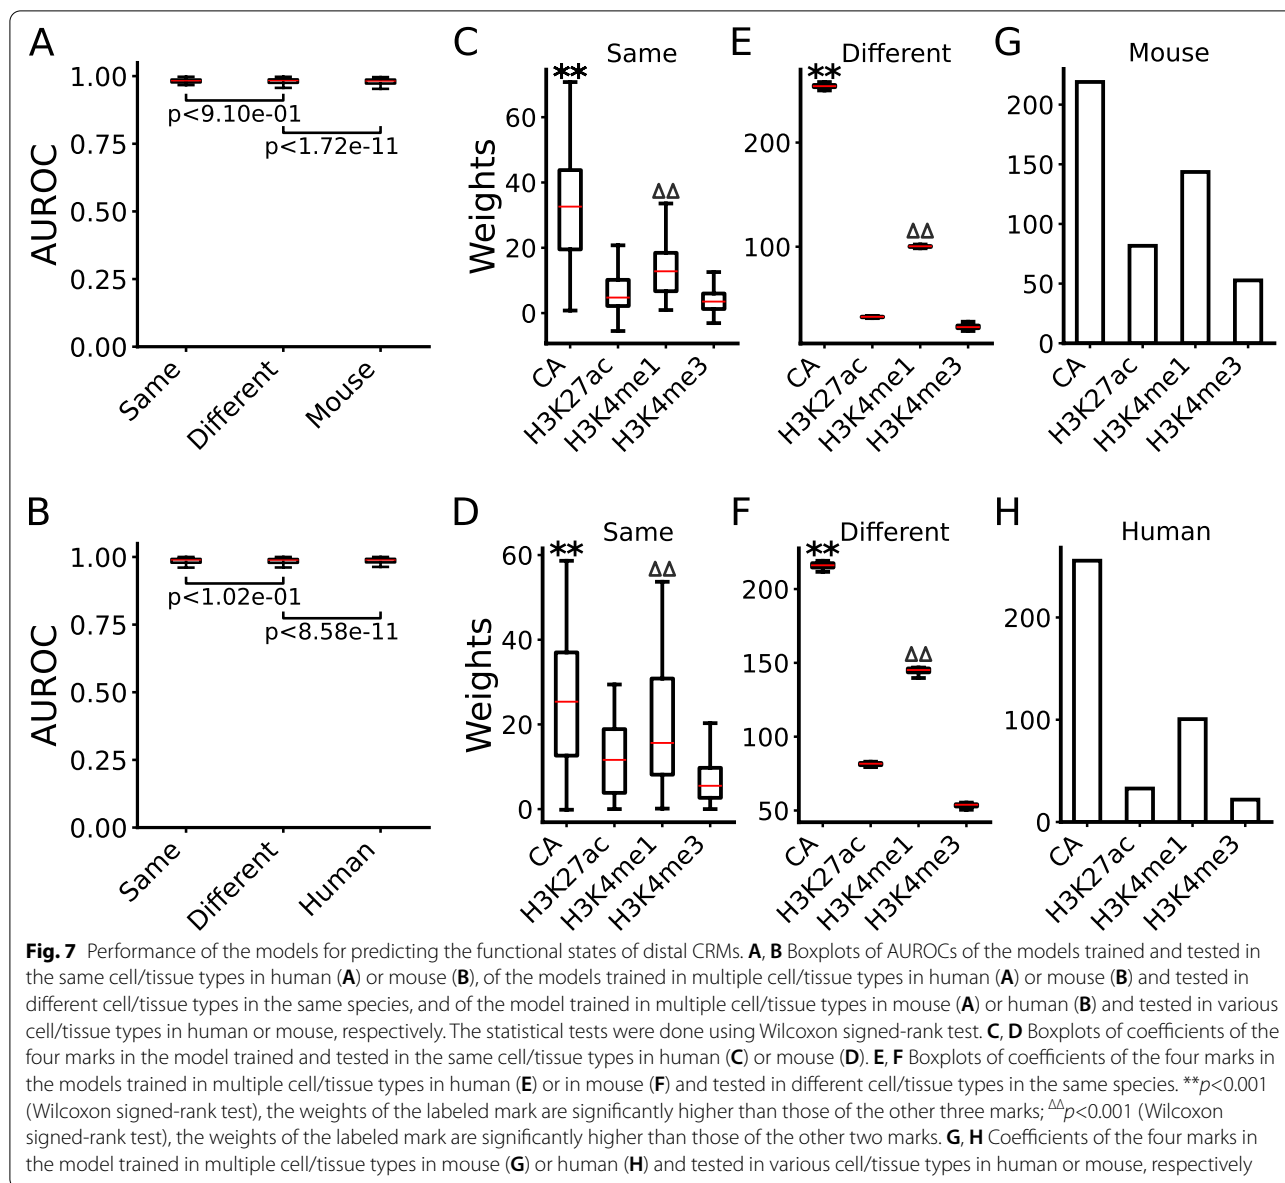 A
1.00
0.75
0.50
0.25
0.00
AUROC
p<9.10e-01
p<1.72e-11
Same
Different
Mouse
C
Same
**
ΔΔ
60
40
20
0
Weights
CA
H3K27ac
H3K4me1
H3K4me3
E
Different
**
ΔΔ
200
100
CA
H3K27ac
H3K4me1
H3K4me3
G
Mouse
200
150
100
50
0
CA
H3K27ac
H3K4me1
H3K4me3
B
1.00
0.75
0.50
0.25
0.00
AUROC
p<1.02e-01
p<8.58e-11
Same
Different
Human
D
Same
**
ΔΔ
60
40
20
0
Weights
CA
H3K27ac
H3K4me1
H3K4me3
F
Different
**
ΔΔ
200
150
100
50
CA
H3K27ac
H3K4me1
H3K4me3
H
Human
200
100
0
CA
H3K27ac
H3K4me1
H3K4me3
Fig. 7 Performance of the models for predicting the functional states of distal CRMs. A, B Boxplots of AUROCs of the models trained and tested in
the same cell/tissue types in human (A) or mouse (B), of the models trained in multiple cell/tissue types in human (A) or mouse (B) and tested in
different cell/tissue types in the same species, and of the model trained in multiple cell/tissue types in mouse (A) or human (B) and tested in various
cell/tissue types in human or mouse, respectively. The statistical tests were done using Wilcoxon signed-rank test. C, D Boxplots of coefficients of the
four marks in the model trained and tested in the same cell/tissue types in human (C) or mouse (D). E, F Boxplots of coefficients of the four marks in
the models trained in multiple cell/tissue types in human (E) or in mouse (F) and tested in different cell/tissue types in the same species. **p<0.001
(Wilcoxon signed-rank test), the weights of the labeled mark are significantly higher than those of the other three marks; ΔΔp<0.001 (Wilcoxon
signed-rank test), the weights of the labeled mark are significantly higher than those of the other two marks. G, H Coefficients of the four marks in
the model trained in multiple cell/tissue types in mouse (G) or human (H) and tested in various cell/tissue types in human or mouse, respectively